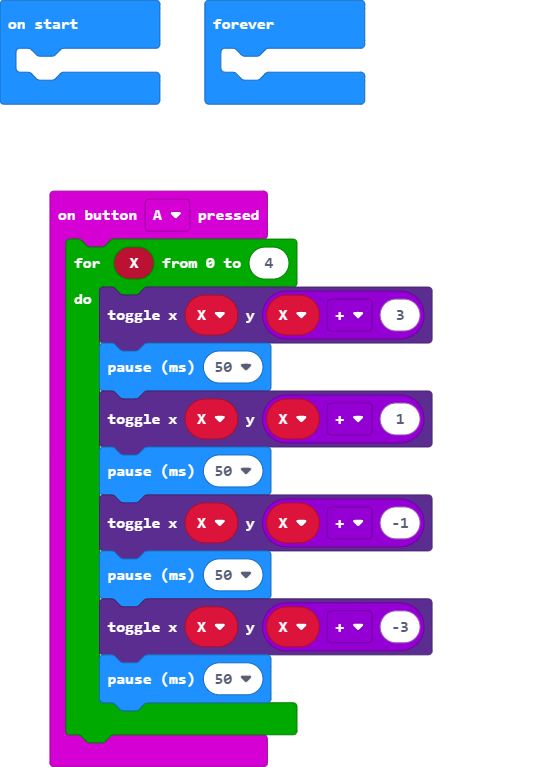 on start
forever
on button A pressed
for X from 0 to 4
do
toggle x X y X + 3
pause (ms) 50
toggle x X y X + 1
pause (ms) 50
toggle x X y X + -1
pause (ms) 50
toggle x X y X + -3
pause (ms) 50